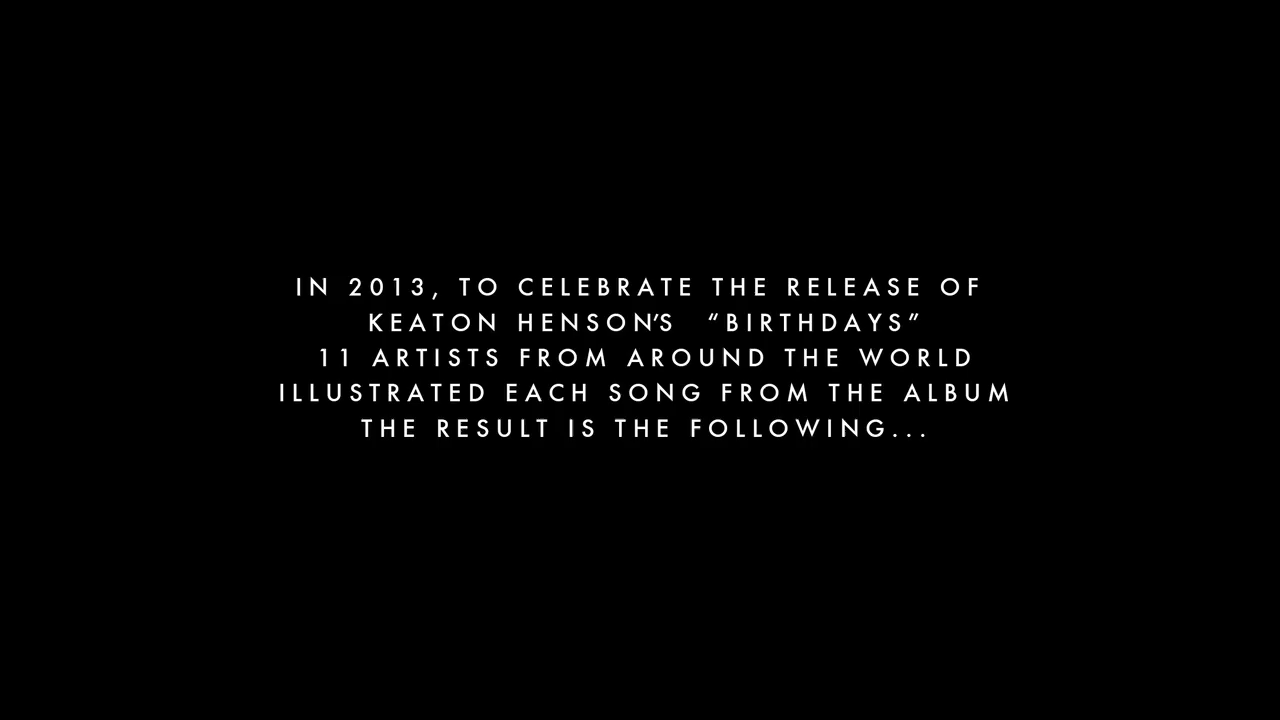 IN 2013, TO CELEBRATE THE RELEASE OF
KEATON HENSON’S “BIRTHDAYS”
11 ARTISTS FROM AROUND THE WORLD
ILLUSTRATED EACH SONG FROM THE ALBUM
THE RESULT IS THE FOLLOWING...